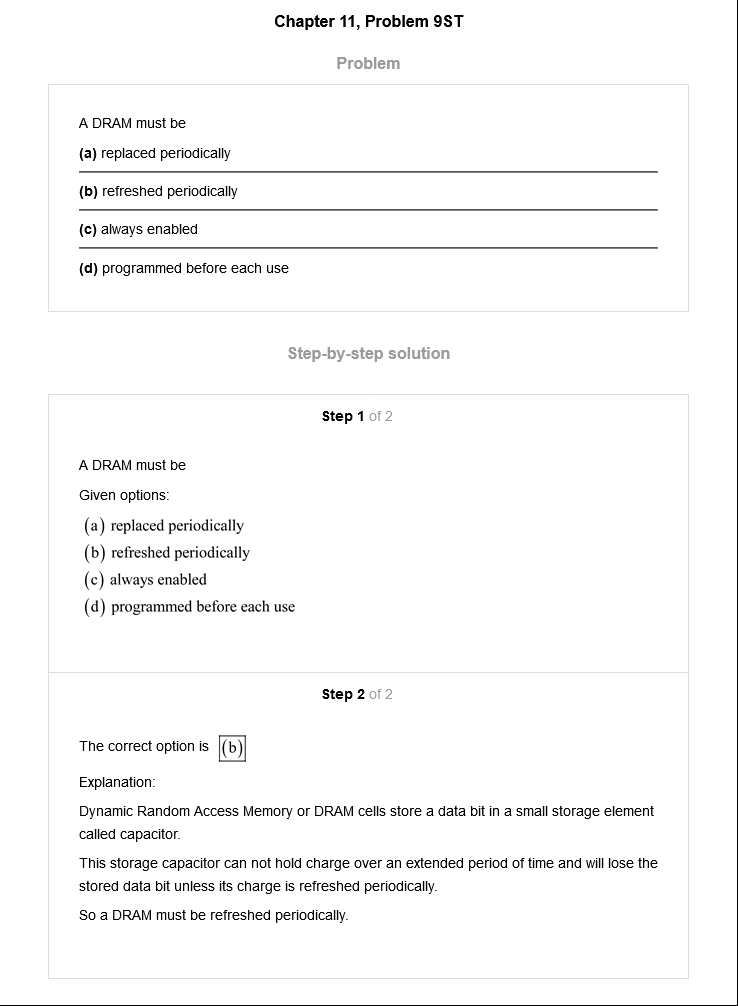 Chapter 11, Problem 9ST
Problem
A DRAM must be
(a) replaced periodically
(b) refreshed periodically
(c) always enabled
(d) programmed before each use
Step-by-step solution
Step 1 of 2
A DRAM must be
Given options:
(a) replaced periodically
(b) refreshed periodically
(c) always enabled
(d) programmed before each use
Step 2 of 2
The correct option is (b)
Explanation:
Dynamic Random Access Memory or DRAM cells store a data bit in a small storage element
called capacitor.
This storage capacitor can not hold charge over an extended period of time and will lose the
stored data bit unless its charge is refreshed periodically.
So a DRAM must be refreshed periodically.